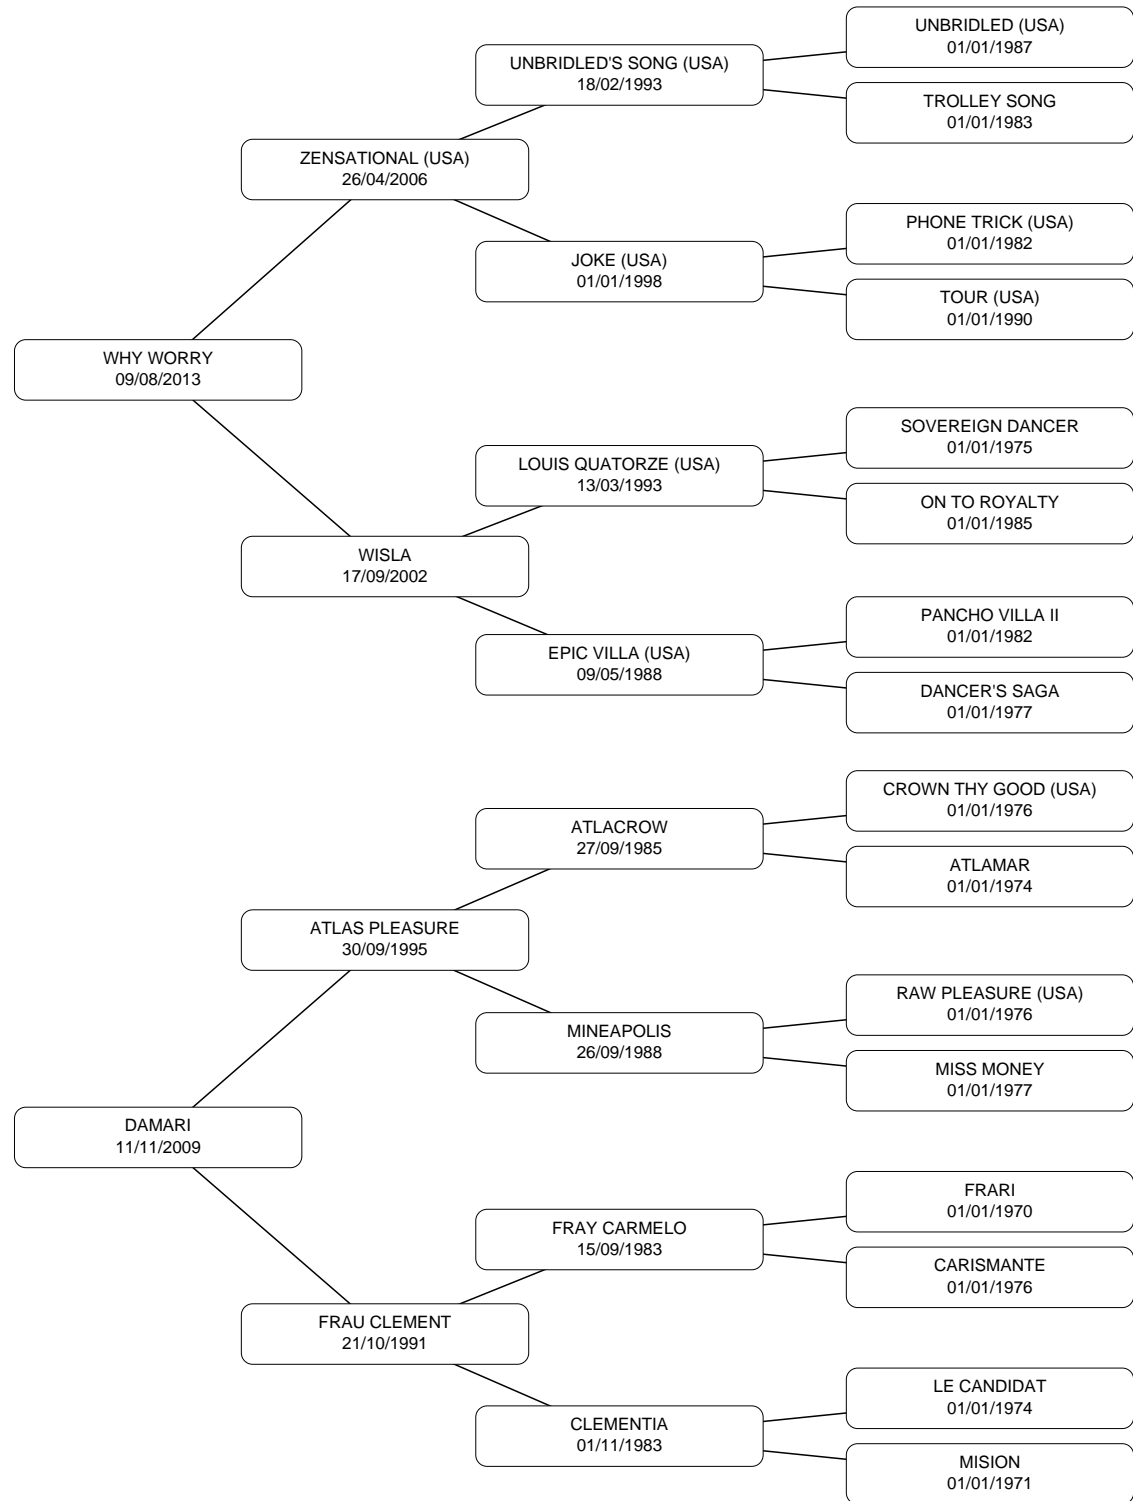 UNBRIDLED (USA)
01/01/1987
UNBRIDLED'S SONG (USA)
18/02/1993
TROLLEY SONG
01/01/1983
ZENSATIONAL (USA)
26/04/2006
PHONE TRICK (USA)
01/01/1982
JOKE (USA)
01/01/1998
TOUR (USA)
01/01/1990
WHY WORRY
09/08/2013
SOVEREIGN DANCER
01/01/1975
LOUIS QUATORZE (USA)
13/03/1993
ON TO ROYALTY
01/01/1985
WISLA
17/09/2002
PANCHO VILLA II
01/01/1982
EPIC VILLA (USA)
09/05/1988
DANCER'S SAGA
01/01/1977
CROWN THY GOOD (USA)
01/01/1976
ATLACROW
27/09/1985
ATLAMAR
01/01/1974
ATLAS PLEASURE
30/09/1995
RAW PLEASURE (USA)
01/01/1976
MINEAPOLIS
26/09/1988
MISS MONEY
01/01/1977
DAMARI
11/11/2009
FRARI
01/01/1970
FRAY CARMELO
15/09/1983
CARISMANTE
01/01/1976
FRAU CLEMENT
21/10/1991
LE CANDIDAT
01/01/1974
CLEMENTIA
01/11/1983
MISION
01/01/1971